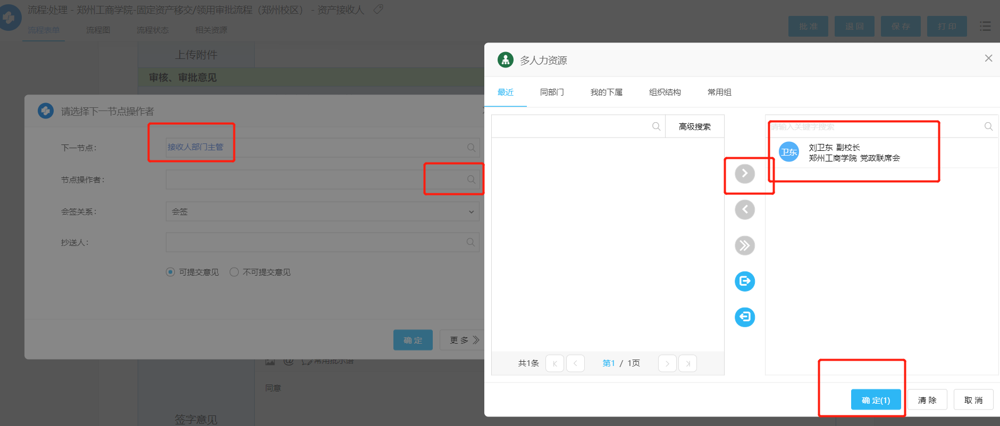 流程:处理 - 郑州工商学院-固定资产移交/领用审批流程（郑州校区） - 资产接收人
流程表单 流程图 流程状态 相关资源
批 准 退 回 保 存 打 印
上传附件
审核、审批意见
请选择下一节点操作者
下一节点: 接收人部门主管
节点操作者:
会签关系: 会签
抄送人:
可提交意见 不可提交意见
确 定 更 多
常用批示语
同意
签字意见
多人力资源
最近 同部门 我的下属 组织结构 常用组
高级搜索
请输入关键字搜索
卫东
刘卫东 副校长
郑州工商学院 党政联席会
共1条 第1 / 1页
确 定(1) 清 除 取 消